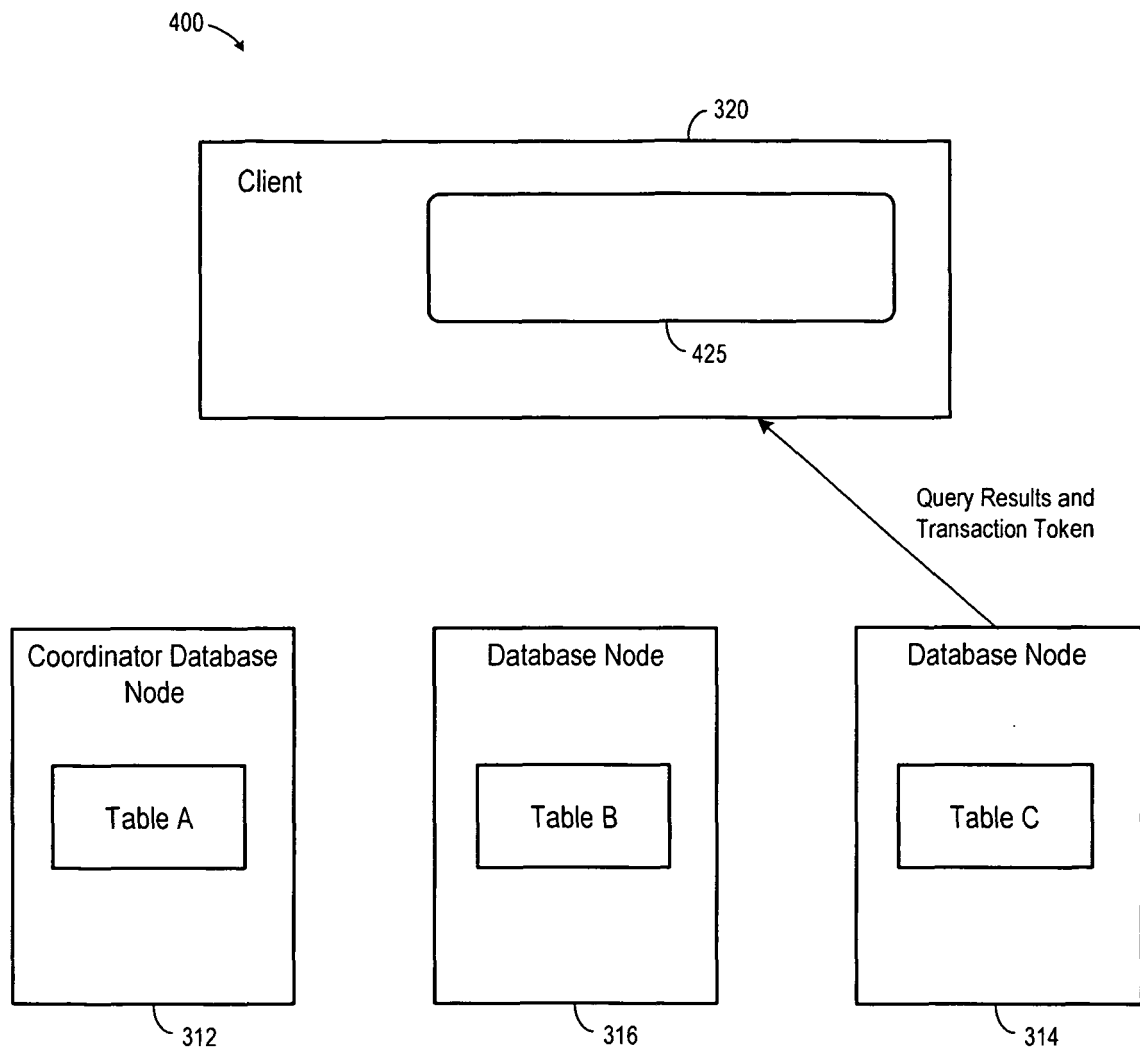 400
320
Client
425
Query Results and
Transaction Token
Coordinator Database
Node
Database Node
Database Node
Table A
Table B
Table C
312
316
314